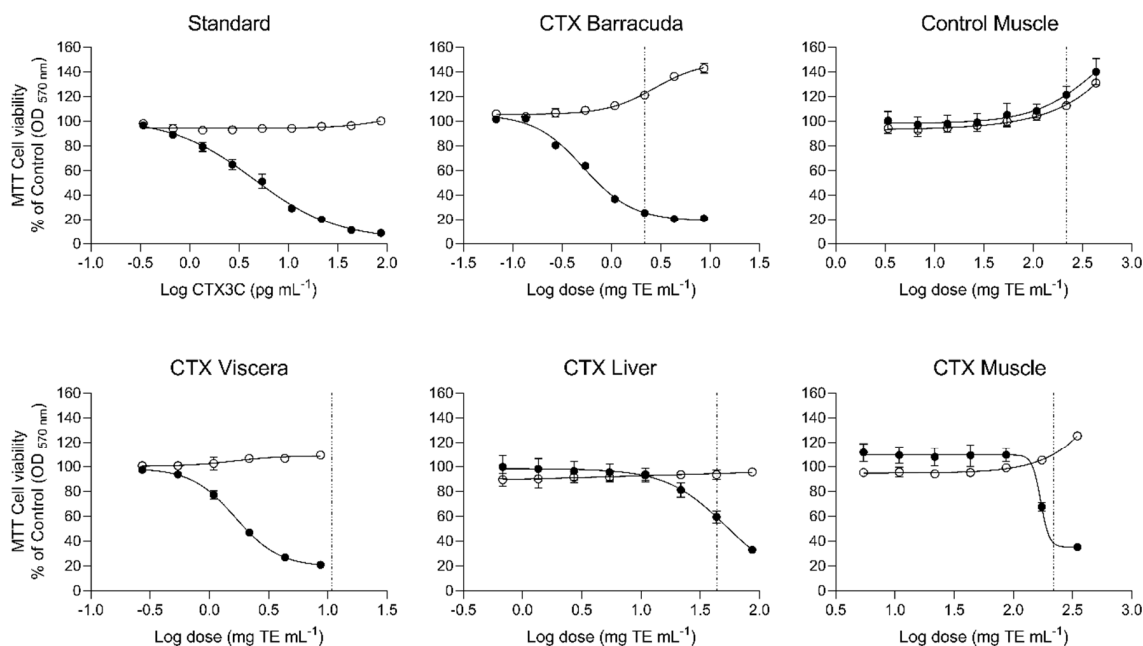 Standard
CTX Barracuda
Control Muscle
MTT Cell viability
% of Control (OD 570 nm)
160
140
120
100
80
60
40
20
0
-1.0 -0.5 0.0 0.5 1.0 1.5 2.0
Log CTX3C (pg mL-1)
160
140
120
100
80
60
40
20
0
-1.5 -1.0 -0.5 0.0 0.5 1.0 1.5
Log dose (mg TE mL-1)
160
140
120
100
80
60
40
20
0
0.0 0.5 1.0 1.5 2.0 2.5 3.0
Log dose (mg TE mL-1)
CTX Viscera
CTX Liver
CTX Muscle
MTT Cell viability
% of Control (OD 570 nm)
160
140
120
100
80
60
40
20
0
-1.0 -0.5 0.0 0.5 1.0 1.5
Log dose (mg TE mL-1)
160
140
120
100
80
60
40
20
0
-0.5 0.0 0.5 1.0 1.5 2.0
Log dose (mg TE mL-1)
160
140
120
100
80
60
40
20
0
0.5 1.0 1.5 2.0 2.5 3.0
Log dose (mg TE mL-1)